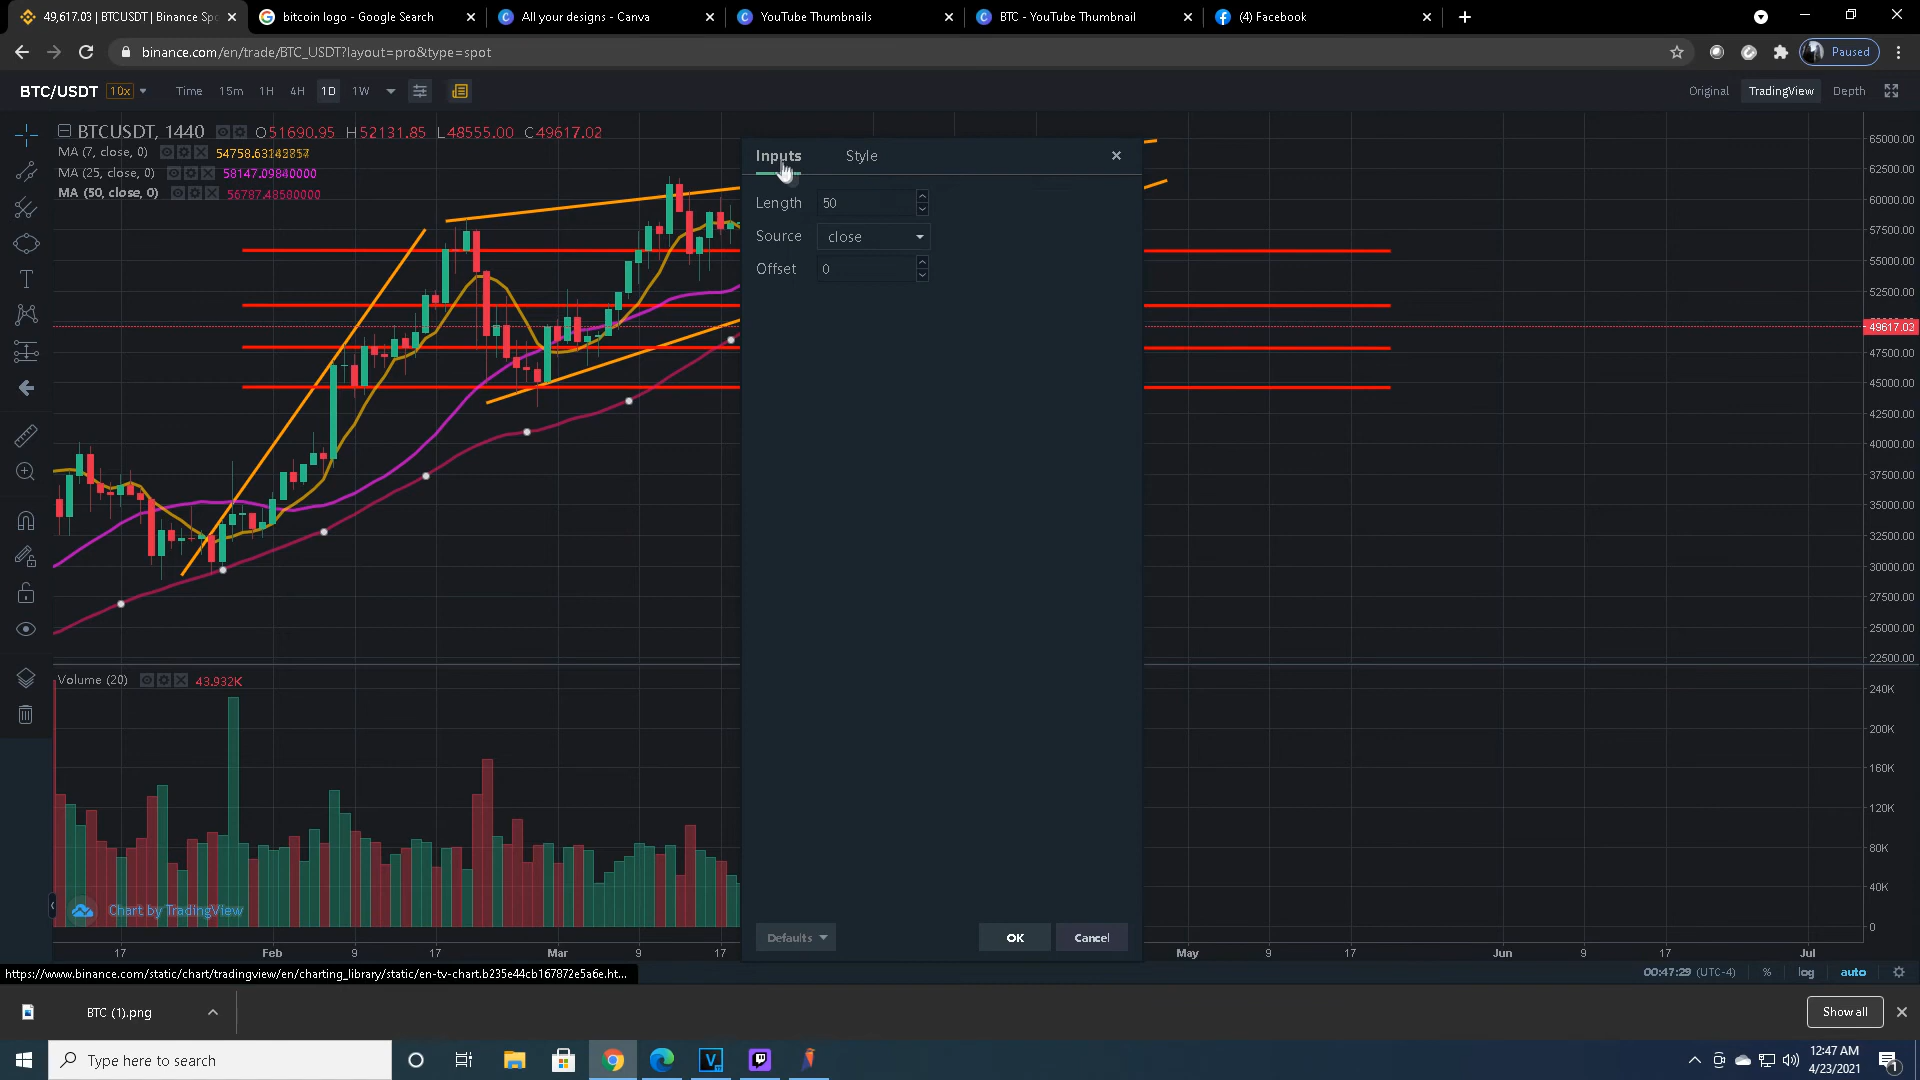 49,617.03 | BTCUSDT | Binance Spo
bitcoin logo - Google Search
All your designs - Canva
YouTube Thumbnails
BTC - YouTube Thumbnail
(4) Facebook
binance.com/en/trade/BTC_USDT?layout=pro&type=spot
Paused
BTC/USDT 10x Time 15m 1H 4H 1D 1W
Original TradingView Depth
BTCUSDT, 1440 O51690.95 H52131.85 L48555.00 C49617.02
MA (7, close, 0)
MA (25, close, 0) 58147.09840000
MA (50, close, 0) 56787.48580000
Inputs Style
Length 50
Source close
Offset 0
Defaults OK Cancel
65000.00
62500.00
60000.00
57500.00
55000.00
52500.00
49617.03
47500.00
45000.00
42500.00
40000.00
37500.00
35000.00
32500.00
30000.00
27500.00
25000.00
22500.00
Volume (20) 43.932K
240K
200K
160K
120K
80K
40K
0
Chart by TradingView
17 Feb 9 17 Mar 9 17 May 9 17 Jun 9 17 Jul
https://www.binance.com/static/chart/tradingview/en/charting_library/static/en-tv-chart.b235e44cb167872e5a6e.ht...
00:47:29 (UTC-4) % log auto
BTC (1).png
Show all
Type here to search
12:47 AM
4/23/2021
1